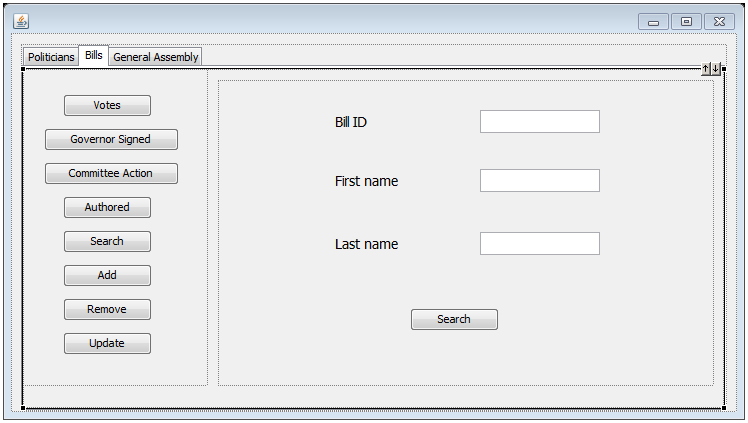 Politicians Bills General Assembly
Votes
Governor Signed
Committee Action
Authored
Search
Add
Remove
Update
Bill ID
First name
Last name
Search